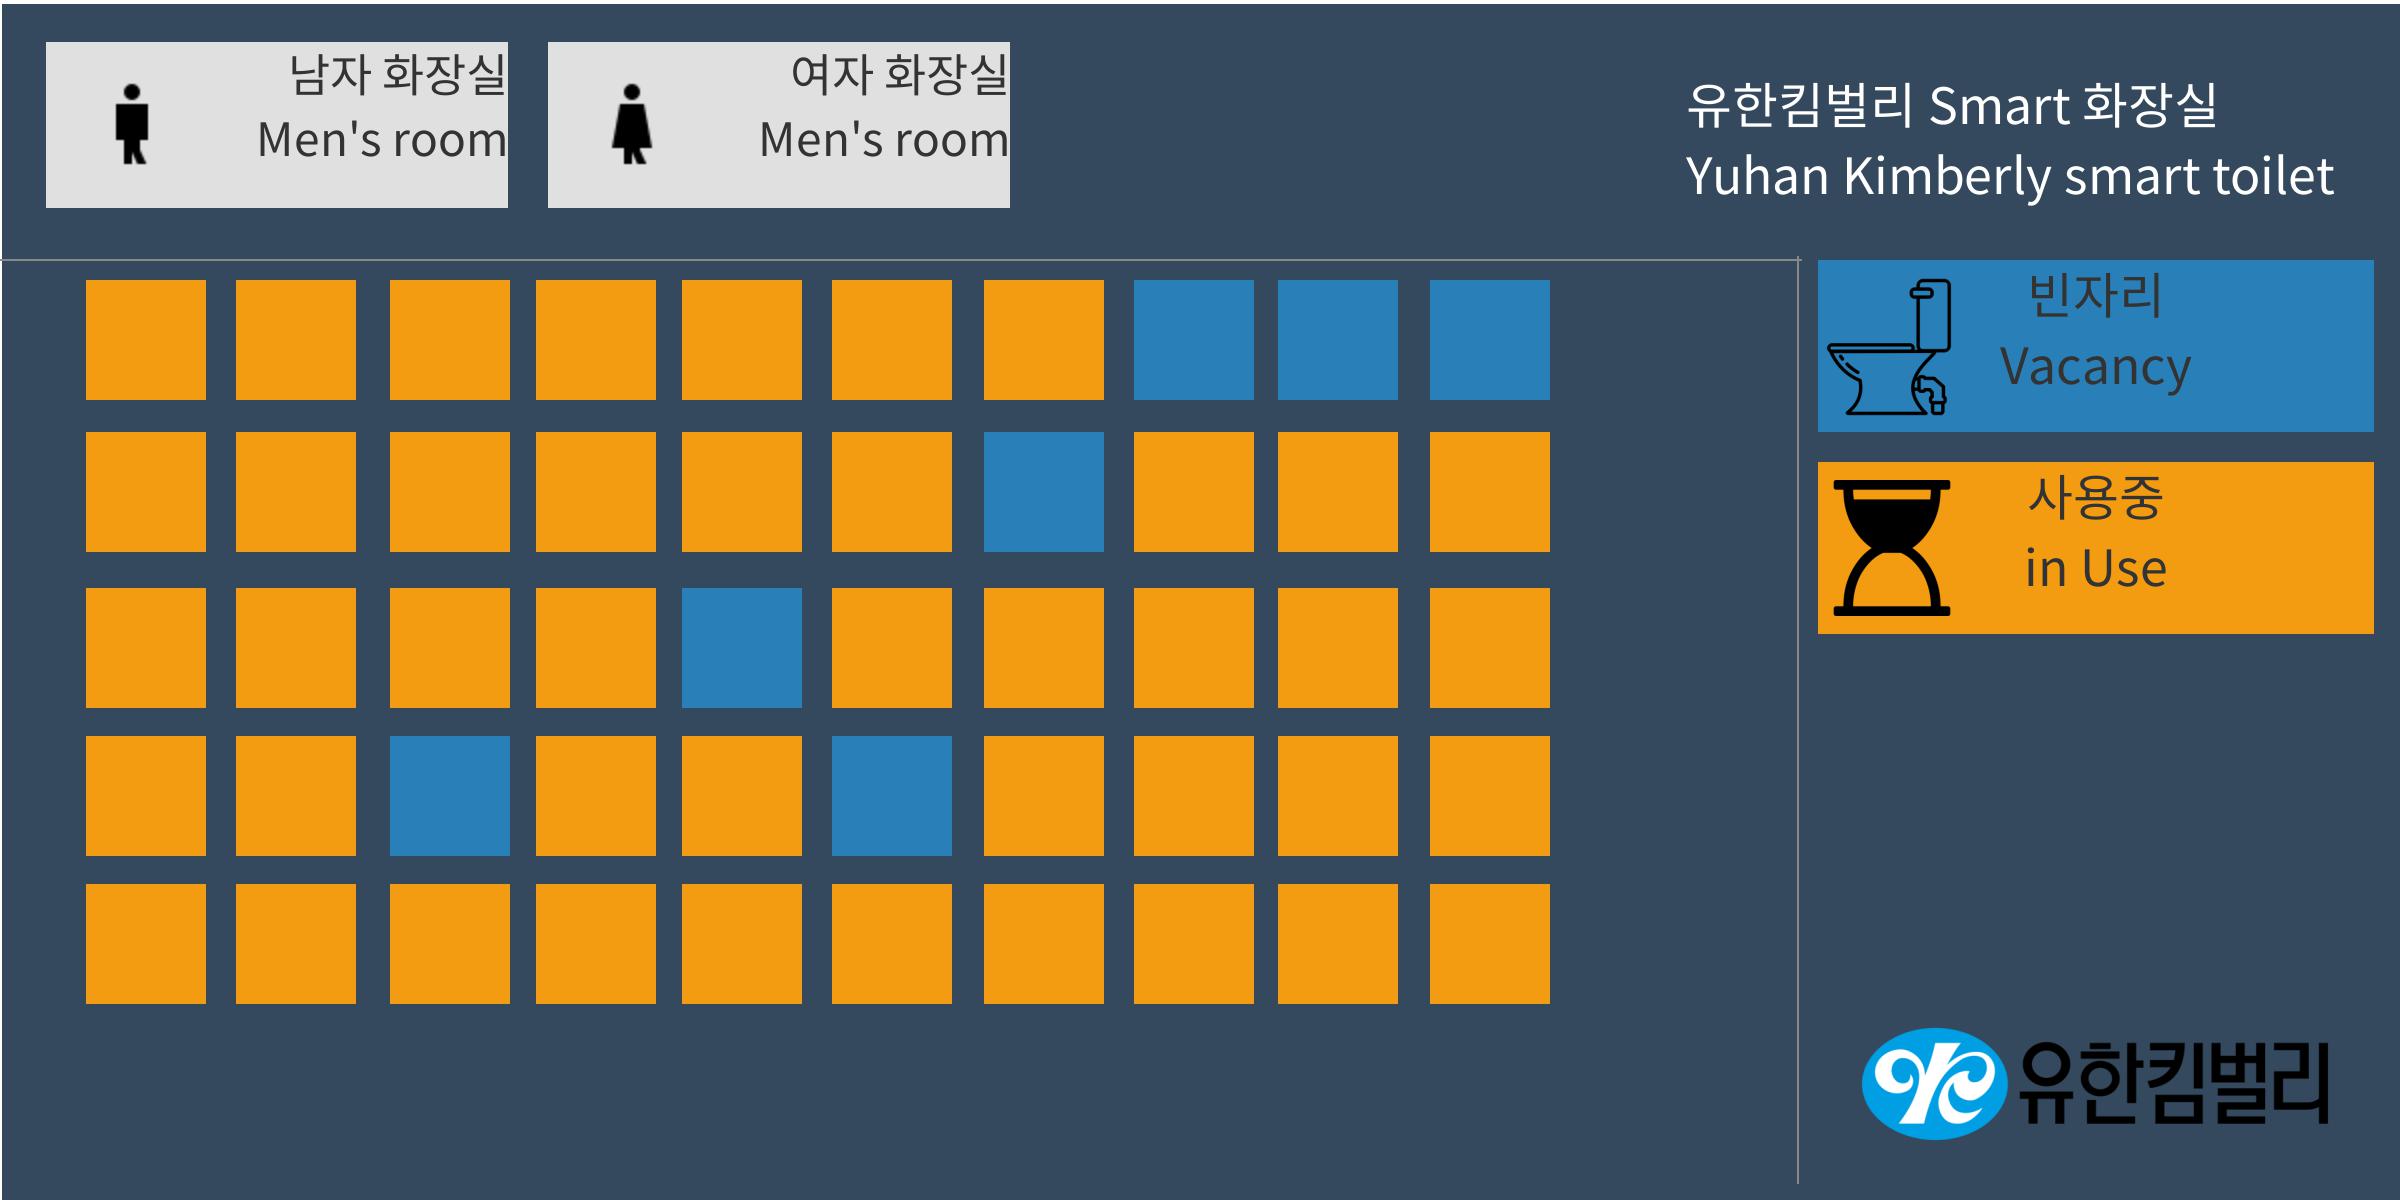 남자 화장실
Men's room
여자 화장실
Men's room
유한킴벌리 Smart 화장실
Yuhan Kimberly smart toilet
빈자리
Vacancy
사용중
in Use
유한킴벌리